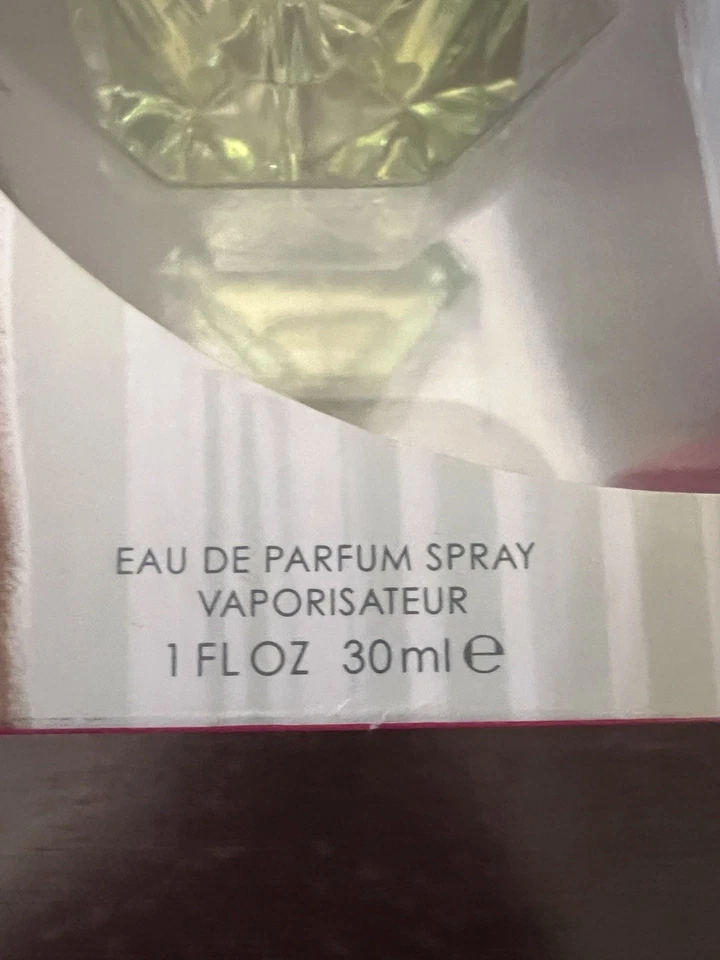 EAU DE PARFUM SPRAY
VAPORISATEUR
1 FL OZ 30ml ℮